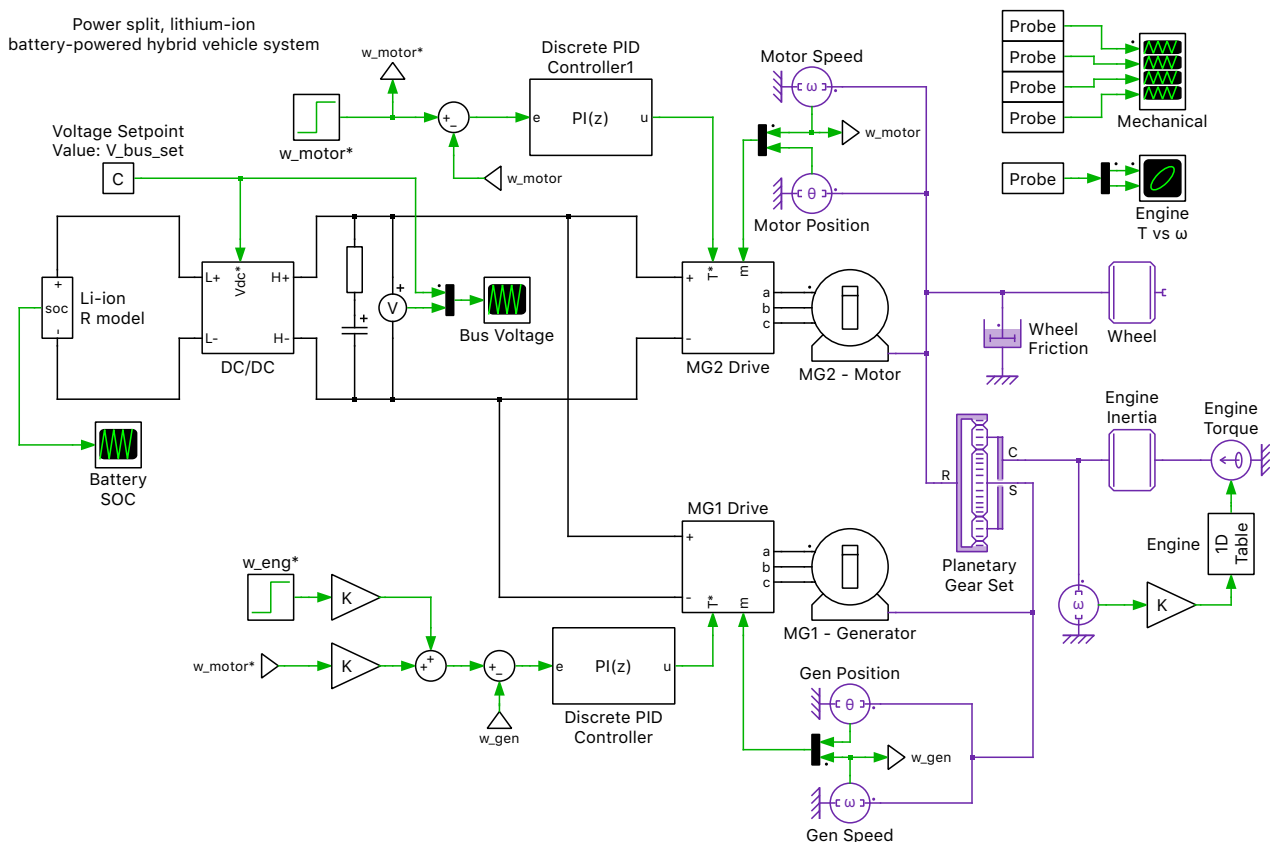 Power split, lithium-ion
battery-powered hybrid vehicle system
w_motor*
Discrete PID
Controller1
Motor Speed
ω
Probe
Probe
Probe
Probe
Mechanical
w_motor*
+
−
e
PI(z)
u
w_motor
w_motor
Voltage Setpoint
Value: V_bus_set
C
θ
Motor Position
Probe
Engine
T vs ω
+
soc
-
Li-ion
R model
L+
L-
Vdc*
H+
H-
DC/DC
+
+
V
Bus Voltage
+
-
T*
m
a
b
c
MG2 Drive
MG2 - Motor
Wheel
Friction
Wheel
Battery
SOC
Engine
Inertia
Engine
Torque
R
C
S
Planetary
Gear Set
Engine
1D
Table
ω
K
MG1 Drive
+
-
T*
m
a
b
c
MG1 - Generator
w_eng*
K
w_motor*
K
+
+
+
−
w_gen
e
PI(z)
u
Discrete PID
Controller
Gen Position
θ
w_gen
ω
Gen Speed